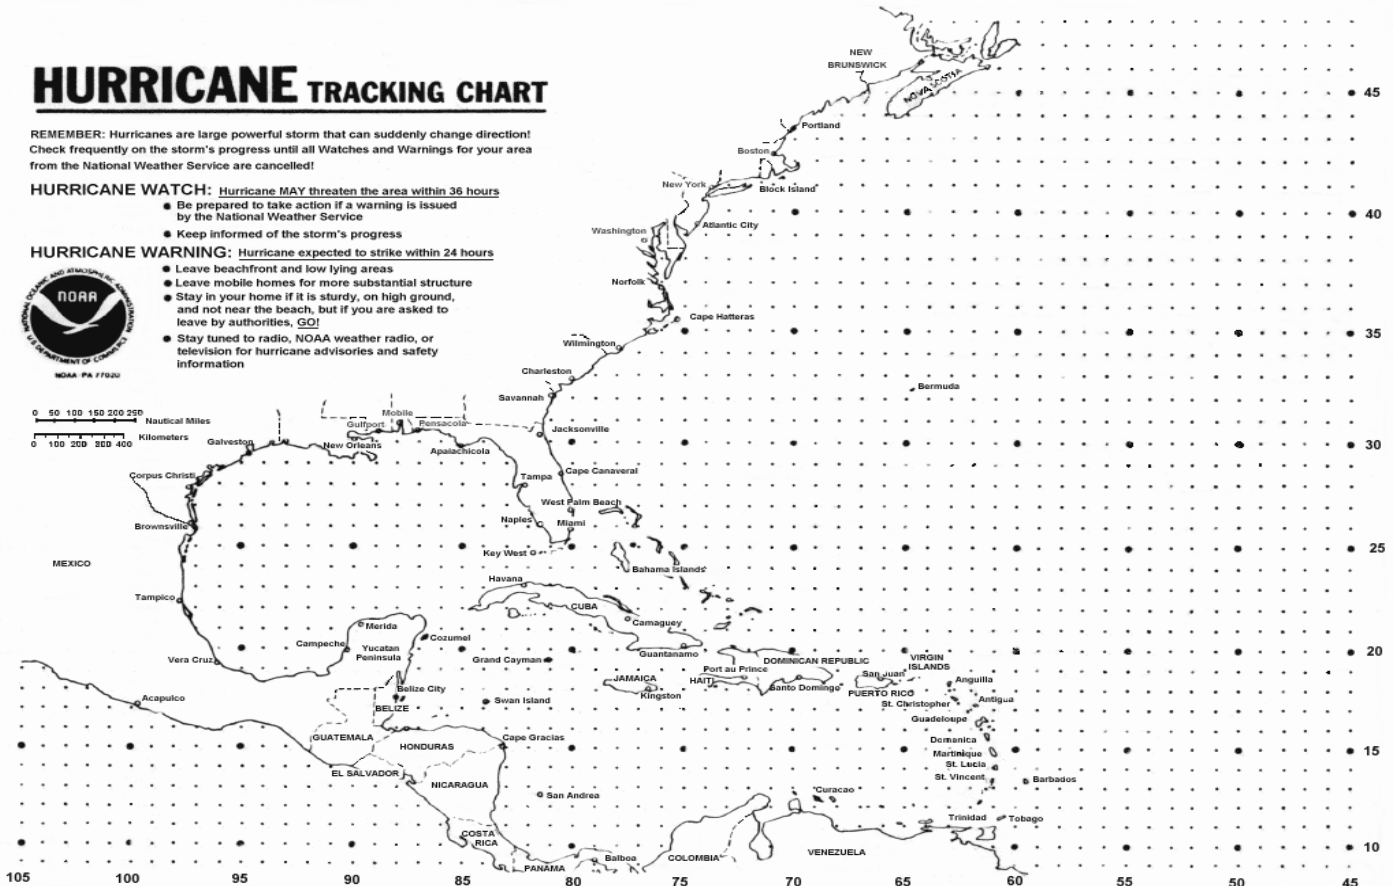 HURRICANE TRACKING CHART
REMEMBER: Hurricanes are large powerful storm that can suddenly change direction!
Check frequently on the storm's progress until all Watches and Warnings for your area
from the National Weather Service are cancelled!
HURRICANE WATCH: Hurricane MAY threaten the area within 36 hours
Be prepared to take action if a warning is issued
by the National Weather Service
Keep informed of the storm's progress
HURRICANE WARNING: Hurricane expected to strike within 24 hours
Leave beachfront and low lying areas
Leave mobile homes for more substantial structure
Stay in your home if it is sturdy, on high ground,
and not near the beach, but if you are asked to
leave by authorities, GO!
Stay tuned to radio, NOAA weather radio, or
television for hurricane advisories and safety
information
NATIONAL OCEANIC AND ATMOSPHERIC ADMINISTRATION
NOAA
U.S. DEPARTMENT OF COMMERCE
NOAA PA 77020
0 50 100 150 200 250
Nautical Miles
Kilometers
0 100 200 300 400
NEW
BRUNSWICK
NOVA SCOTIA
45
Portland
Boston
New York
Block Island
40
Atlantic City
Washington
Norfolk
Cape Hatteras
35
Wilmington
Charleston
Bermuda
Savannah
Mobile
Gulfport
Pensacola
Jacksonville
Galveston
New Orleans
Apalachicola
30
Corpus Christi
Tampa
Cape Canaveral
West Palm Beach
Brownsville
Naples
Miami
Key West
25
MEXICO
Bahama Islands
Havana
Tampico
CUBA
Merida
Camaguey
Campeche
Yucatan
Peninsula
Cozumel
Vera Cruz
Grand Cayman
Guantanamo
20
DOMINICAN REPUBLIC
VIRGIN
ISLANDS
Port au Prince
HAITI
JAMAICA
Kingston
Santo Domingo
San Juan
PUERTO RICO
Anguilla
Acapulco
Belize City
BELIZE
Swan Island
St. Christopher
Antigua
Guadeloupe
GUATEMALA
HONDURAS
Cape Gracias
Domenica
15
Martinique
St. Lucia
EL SALVADOR
NICARAGUA
St. Vincent
Barbados
San Andrea
Curacao
Trinidad
Tobago
COSTA
RICA
PANAMA
Balboa
COLOMBIA
VENEZUELA
10
105 100 95 90 85 80 75 70 65 60 55 50 45